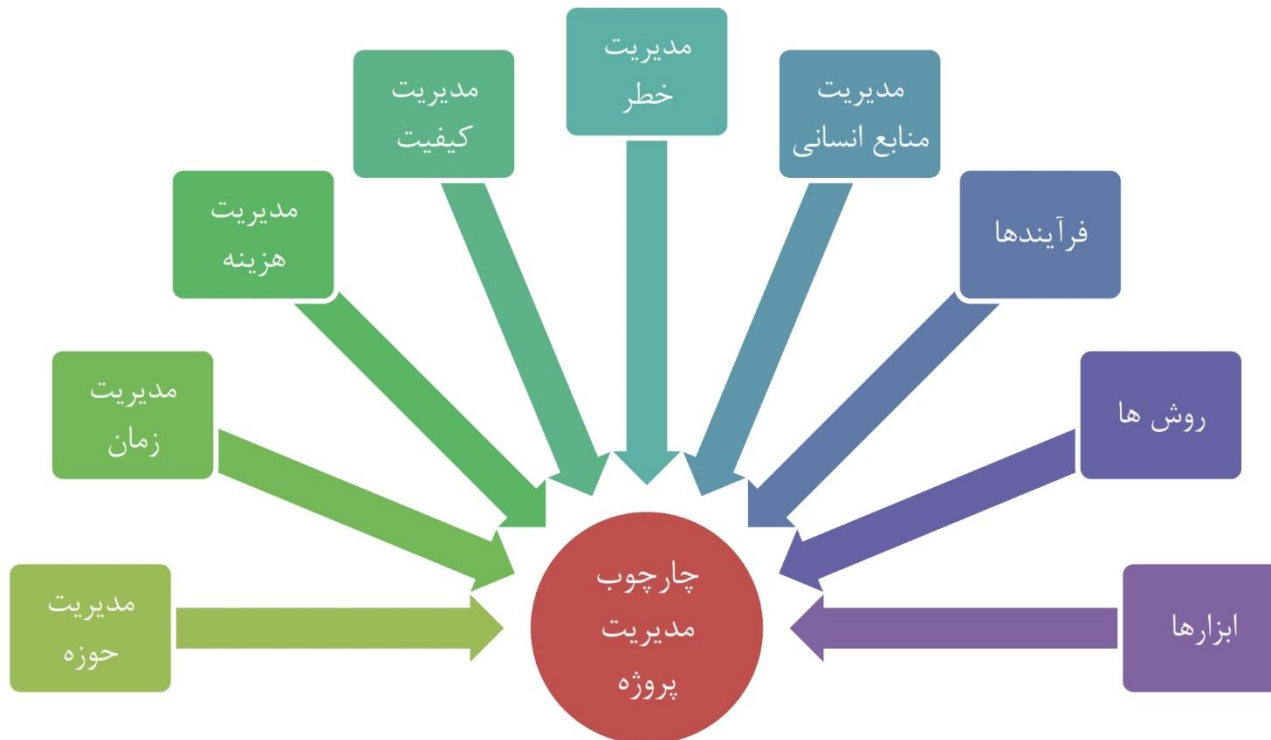 مدیریت
خطر
مدیریت
کیفیت
مدیریت
منابع انسانی
مدیریت
هزینه
فرآیندها
مدیریت
زمان
روش ها
مدیریت
حوزه
چارچوب
مدیریت
پروژه
ابزارها